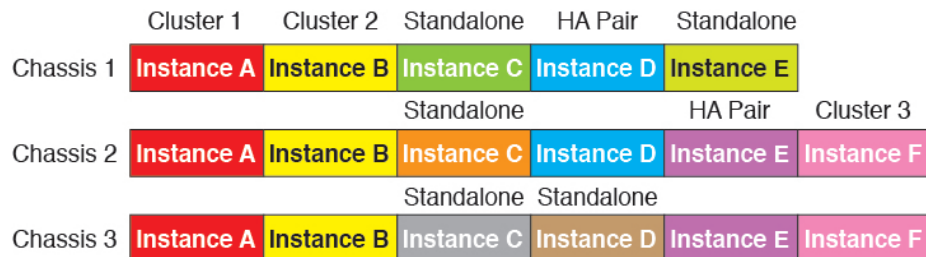 Cluster 1 Cluster 2 Standalone HA Pair Standalone
Chassis 1 Instance A Instance B Instance C Instance D Instance E
Standalone HA Pair Cluster 3
Chassis 2 Instance A Instance B Instance C Instance D Instance E Instance F
Standalone Standalone
Chassis 3 Instance A Instance B Instance C Instance D Instance E Instance F